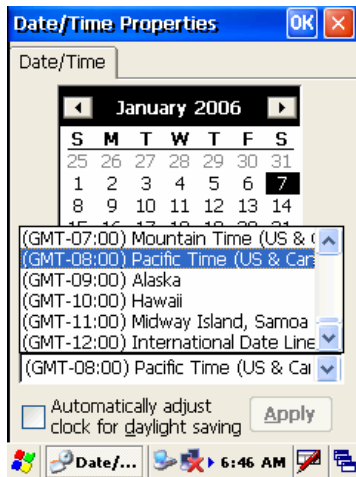 Date/Time Properties OK
Date/Time
January 2006
S M T W T F S
25 26 27 28 29 30 31
1 2 3 4 5 6 7
8 9 10 11 12 13 14
(GMT-07:00) Mountain Time (US &
(GMT-08:00) Pacific Time (US & Can
(GMT-09:00) Alaska
(GMT-10:00) Hawaii
(GMT-11:00) Midway Island, Samoa
(GMT-12:00) International Date Line
(GMT-08:00) Pacific Time (US & Ca
Automatically adjust
clock for daylight saving
Apply
Date/... 6:46 AM